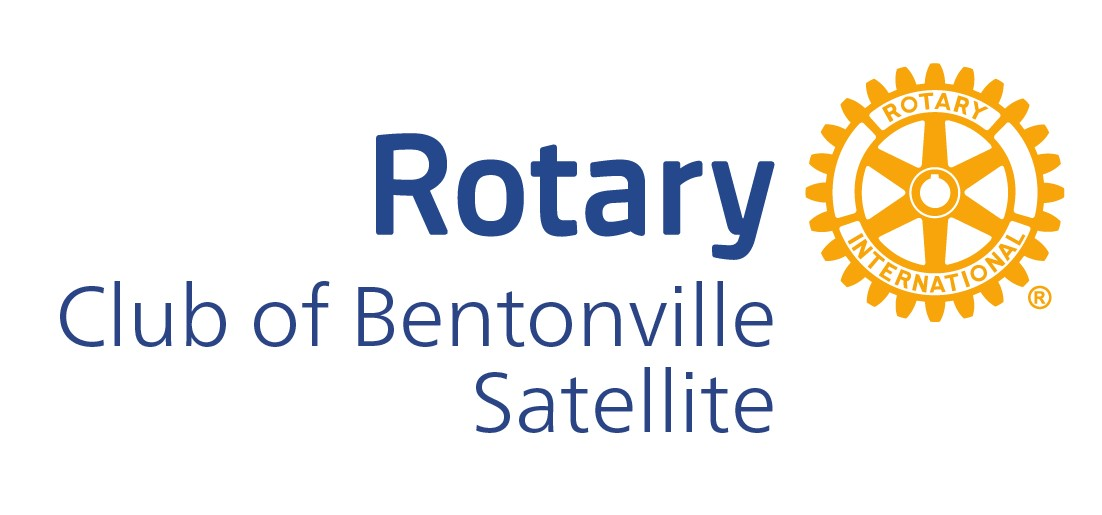 Rotary
Club of Bentonville
Satellite
ROTARY
INTERNATIONAL
®